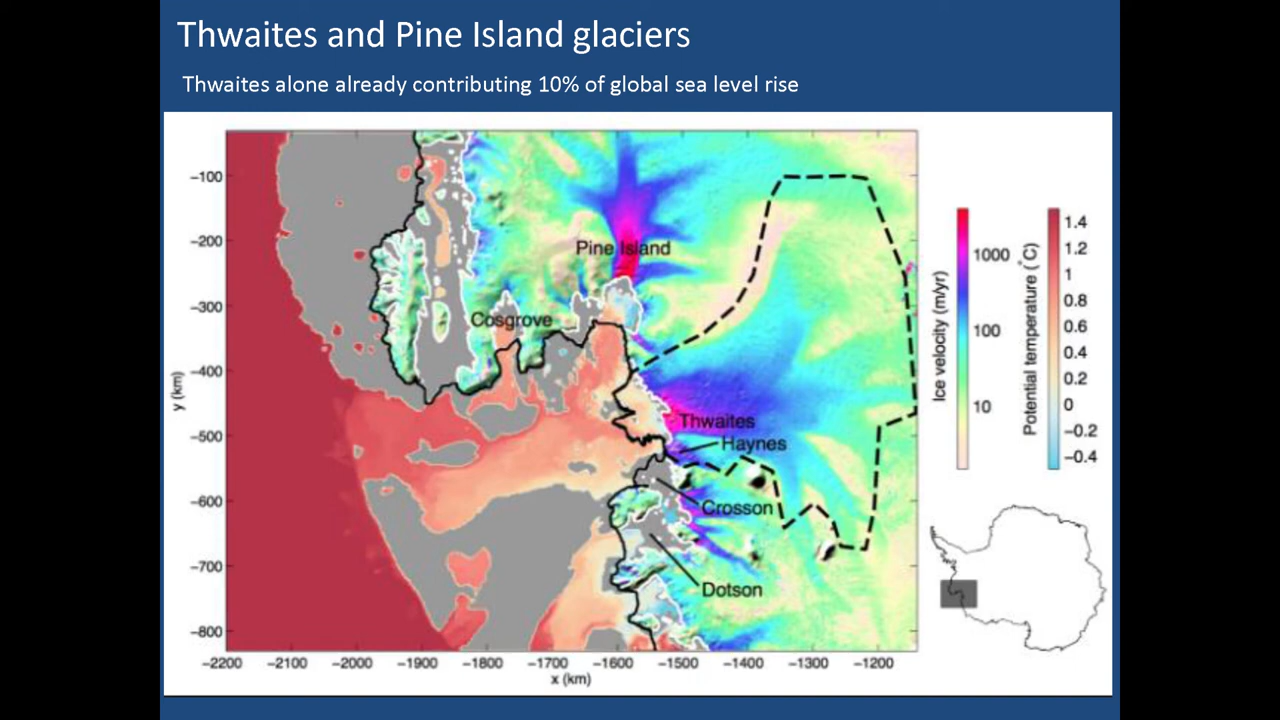 Thwaites and Pine Island glaciers
Thwaites alone already contributing 10% of global sea level rise
−100
−200
−300
−400
−500
−600
−700
−800
y (km)
−2200 −2100 −2000 −1900 −1800 −1700 −1600 −1500 −1400 −1300 −1200
x (km)
Pine Island
Cosgrove
Thwaites
Haynes
Crosson
Dotson
Ice velocity (m/yr)
1000
100
10
Potential temperature (°C)
1.4
1.2
1
0.8
0.6
0.4
0.2
0
−0.2
−0.4